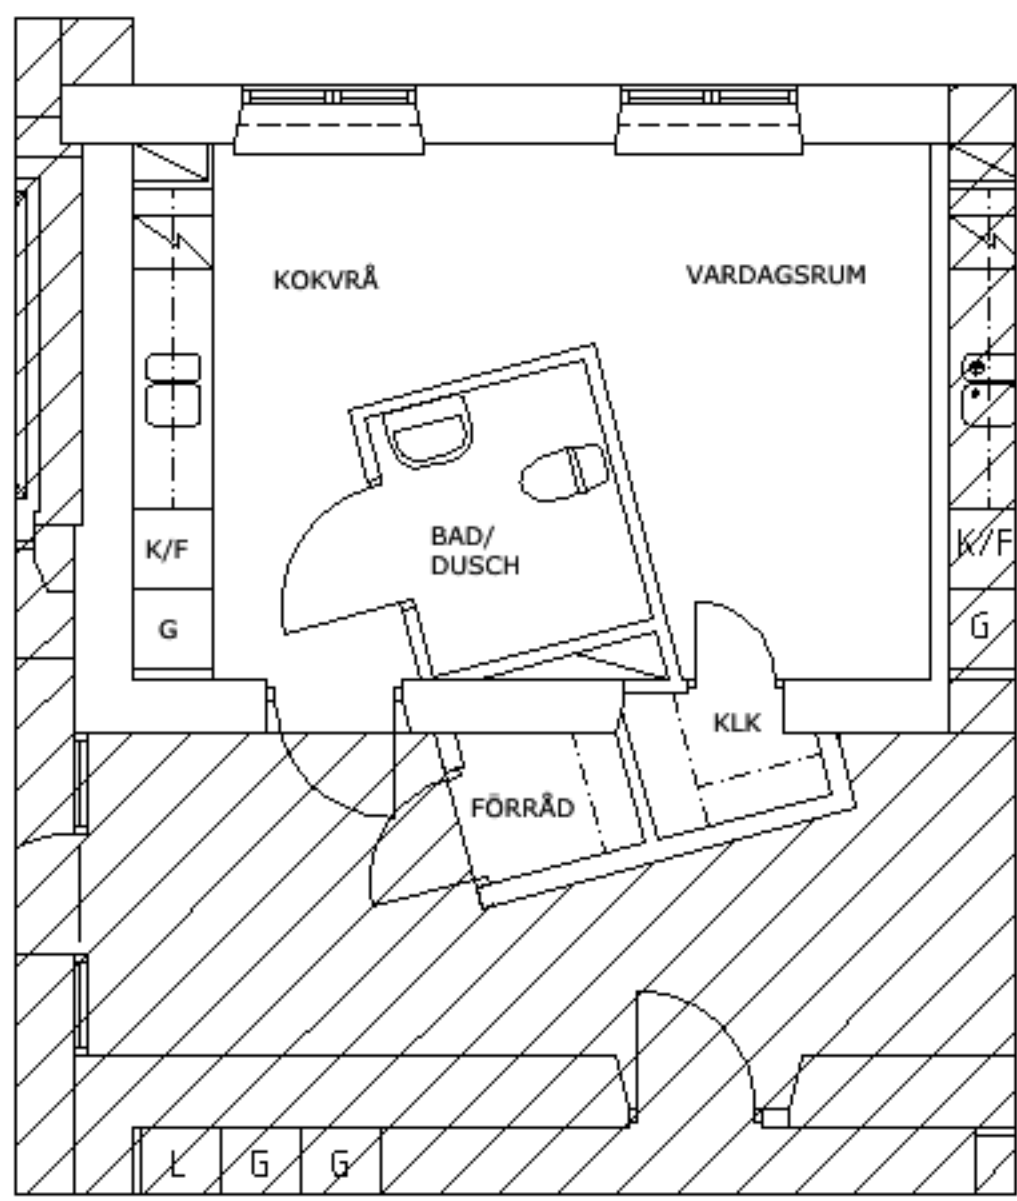 KOKVRÅ
VARDAGSRUM
BAD/
DUSCH
K/F
K/F
G
G
KLK
FÖRRÅD
L
G
G